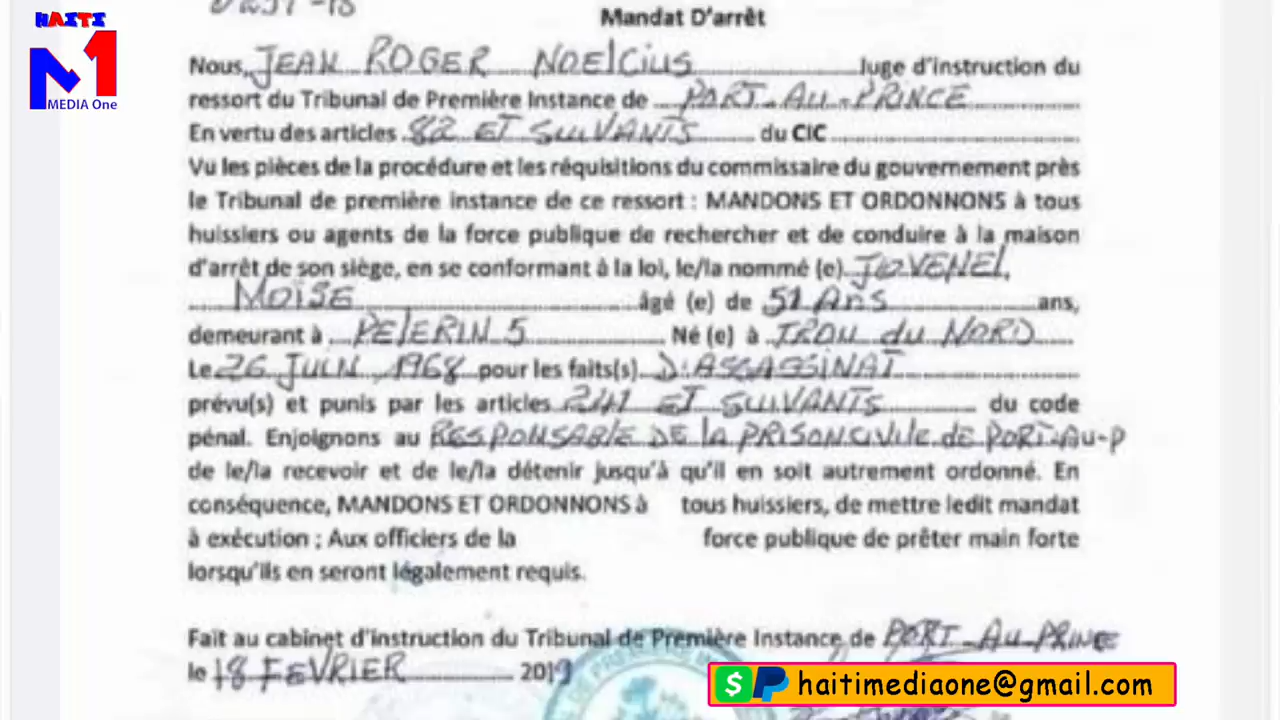 HAITI
M1
MEDIA One
Mandat D'arrêt
Nous, JEAN ROGER NOELCIUS Juge d'instruction du
ressort du Tribunal de Première Instance de PORT-AU-PRINCE
En vertu des articles 82 ET SUIVANTS du CIC
Vu les pièces de la procédure et les réquisitions du commissaire du gouvernement près
le Tribunal de première instance de ce ressort : MANDONS ET ORDONNONS à tous
huissiers ou agents de la force publique de rechercher et de conduire à la maison
d'arrêt de son siège, en se conformant à la loi, le/la nommé (e) JOVENEL
MOISE âgé (e) de 51 Ans ans,
demeurant à PELERIN 5 Né (e) à TROU du NORD
Le 26 JUIN 1968 pour les faits(s) D'ASSASSINAT
prévu(s) et punis par les articles 241 ET SUIVANTS du code
pénal. Enjoignons au RESPONSABLE DE la PRISON CIVILE de PORT-AU-P
de le/la recevoir et de le/la détenir jusqu'à qu'il en soit autrement ordonné. En
conséquence, MANDONS ET ORDONNONS à tous huissiers, de mettre ledit mandat
à exécution ; Aux officiers de la force publique de prêter main forte
lorsqu'ils en seront légalement requis.
Fait au cabinet d'instruction du Tribunal de Première Instance de PORT-AU PRINCE
le 18 FEVRIER 2019
$ P haitimediaone@gmail.com